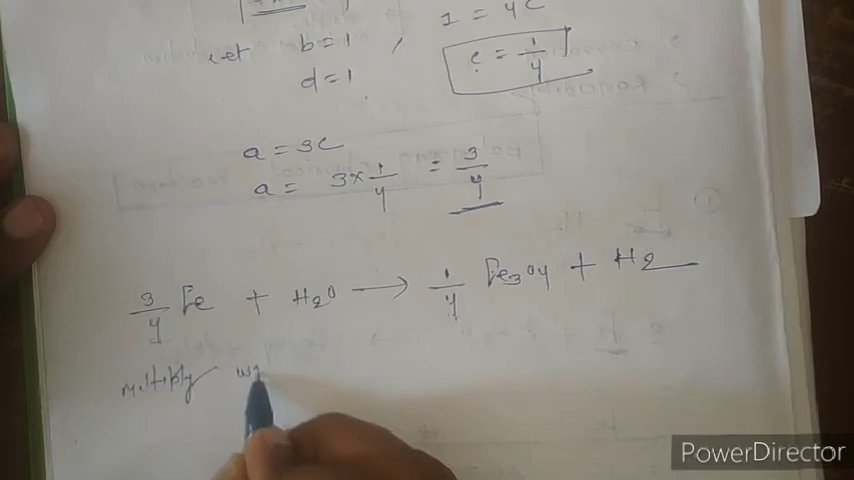 1 = 4C
Let b=1 ,
c = 1/4
d=1
a = 3C
a = 3×1/4 = 3/4
3/4 Fe + H2O → 1/4 Fe3O4 + H2
Multiply wi
PowerDirector